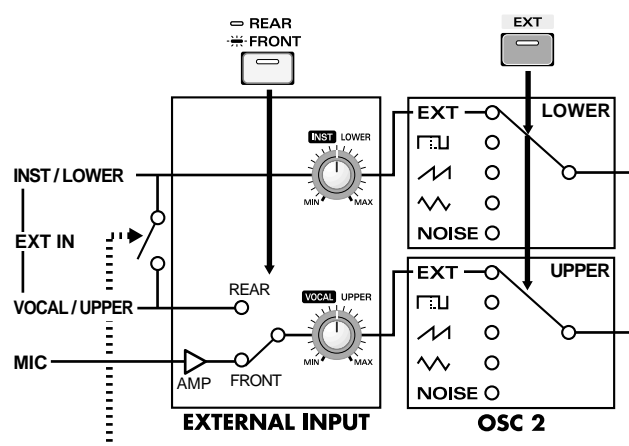 REAR
FRONT
EXT
INST LOWER
MIN MAX
EXT LOWER
NOISE
INST / LOWER
EXT IN
VOCAL / UPPER
REAR
VOCAL UPPER
MIN MAX
EXT UPPER
NOISE
MIC
AMP FRONT
EXTERNAL INPUT
OSC 2